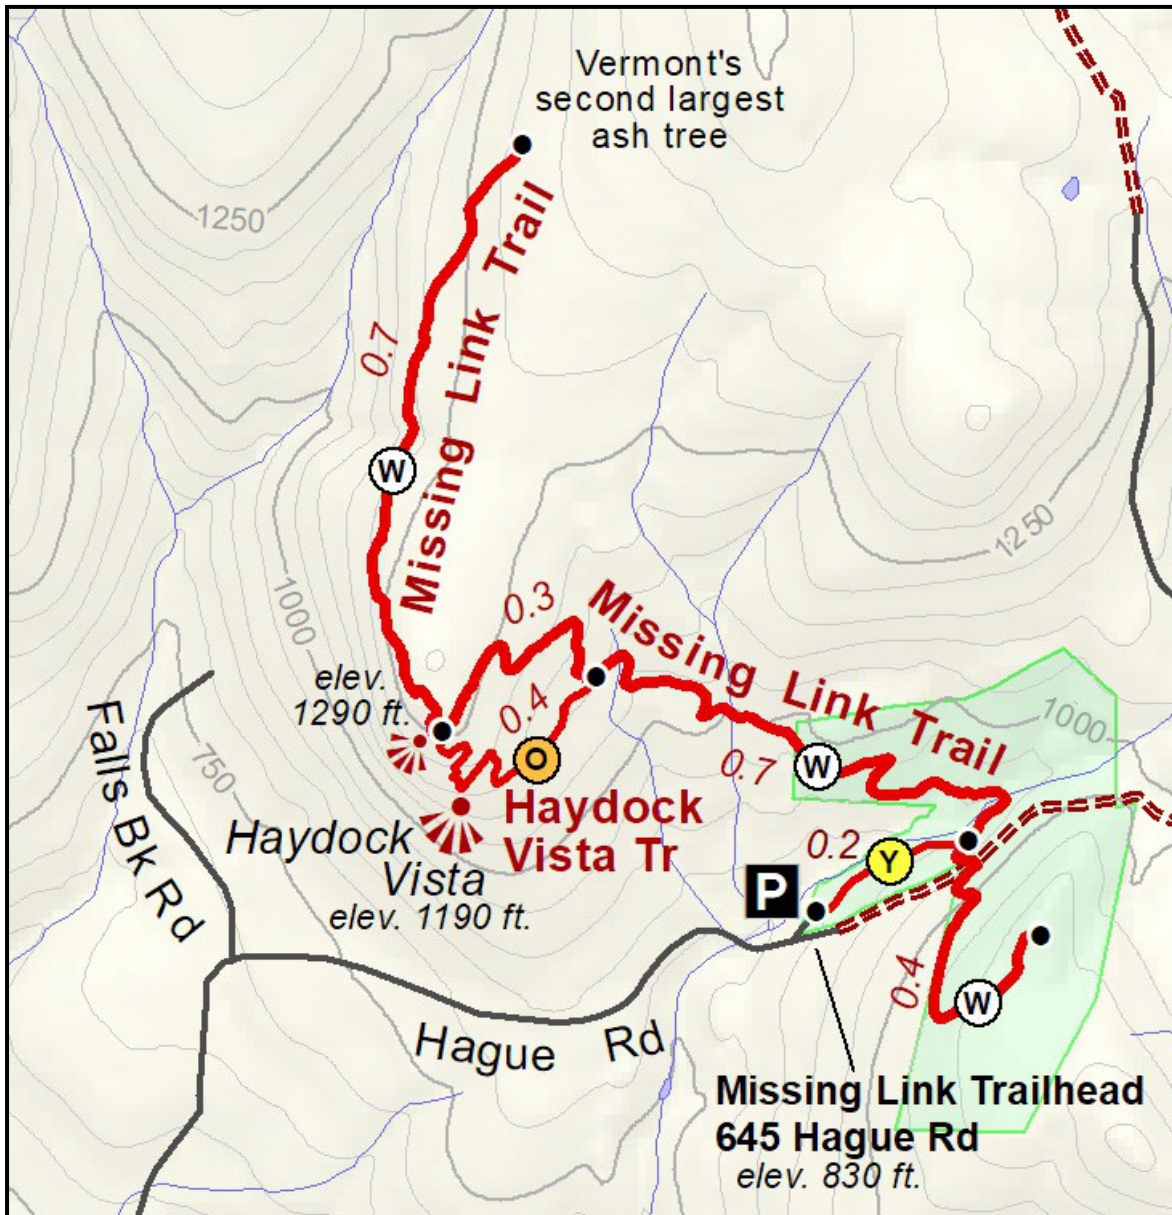 Vermont's
second largest
ash tree
1250
Missing Link Trail
0.7
W
1250
1000
0.3
Missing Link Trail
elev.
1290 ft.
0.4
O
1000
Falls Bk Rd
750
0.7
W
Haydock
Vista Tr
Haydock
Vista
elev. 1190 ft.
0.2
Y
P
0.4
W
Hague Rd
Missing Link Trailhead
645 Hague Rd
elev. 830 ft.